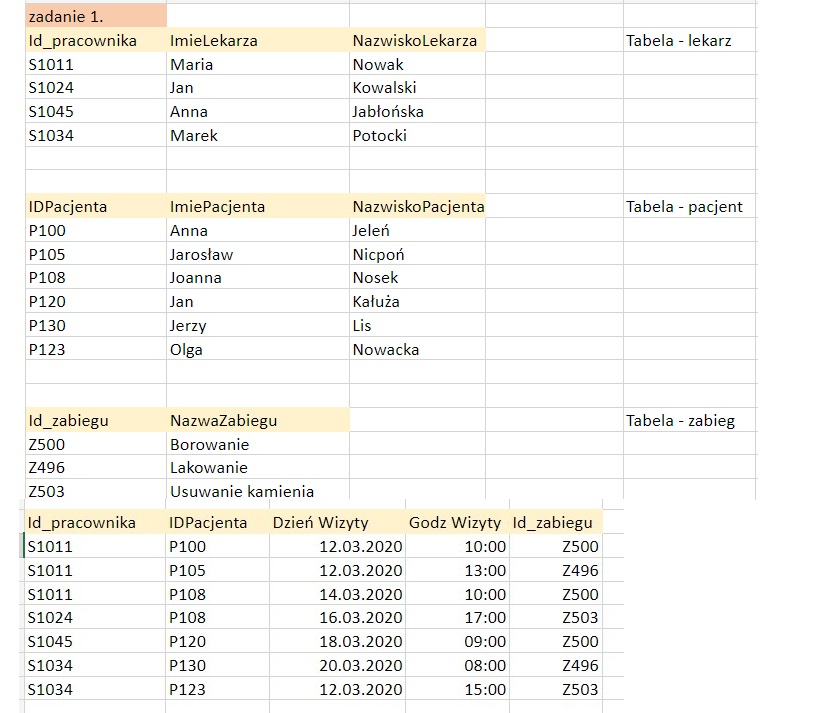 zadanie 1.
Id_pracownika ImieLekarza NazwiskoLekarza Tabela - lekarz
S1011 Maria Nowak
S1024 Jan Kowalski
S1045 Anna Jabłońska
S1034 Marek Potocki
IDPacjenta ImiePacjenta NazwiskoPacjenta Tabela - pacjent
P100 Anna Jeleń
P105 Jarosław Nicpoń
P108 Joanna Nosek
P120 Jan Kałuża
P130 Jerzy Lis
P123 Olga Nowacka
Id_zabiegu NazwaZabiegu Tabela - zabieg
Z500 Borowanie
Z496 Lakowanie
Z503 Usuwanie kamienia
Id_pracownika IDPacjenta Dzień Wizyty Godz Wizyty Id_zabiegu
S1011 P100 12.03.2020 10:00 Z500
S1011 P105 12.03.2020 13:00 Z496
S1011 P108 14.03.2020 10:00 Z500
S1024 P108 16.03.2020 17:00 Z503
S1045 P120 18.03.2020 09:00 Z500
S1034 P130 20.03.2020 08:00 Z496
S1034 P123 12.03.2020 15:00 Z503